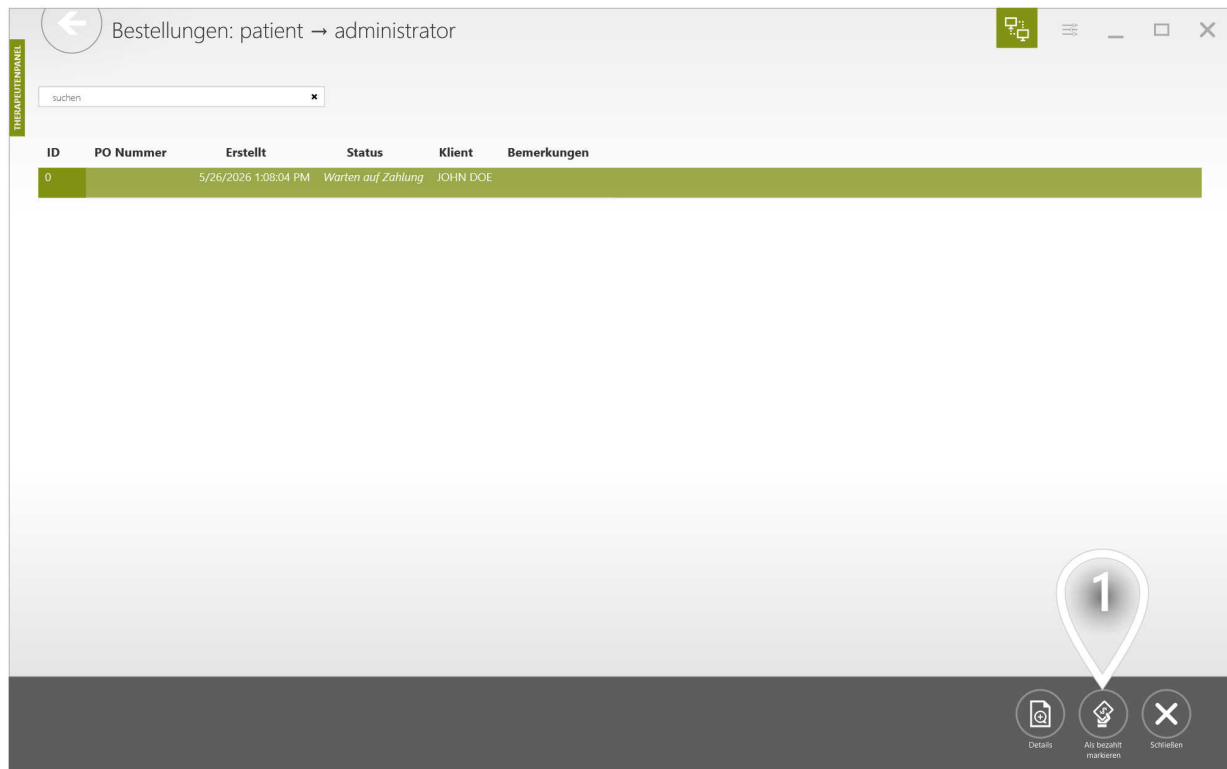 Bestellungen: patient → administrator
THERAPEUTENPANEL
suchen
ID PO Nummer Erstellt Status Klient Bemerkungen
0 5/26/2026 1:08:04 PM Warten auf Zahlung JOHN DOE
1
Details Als bezahlt markieren Schließen